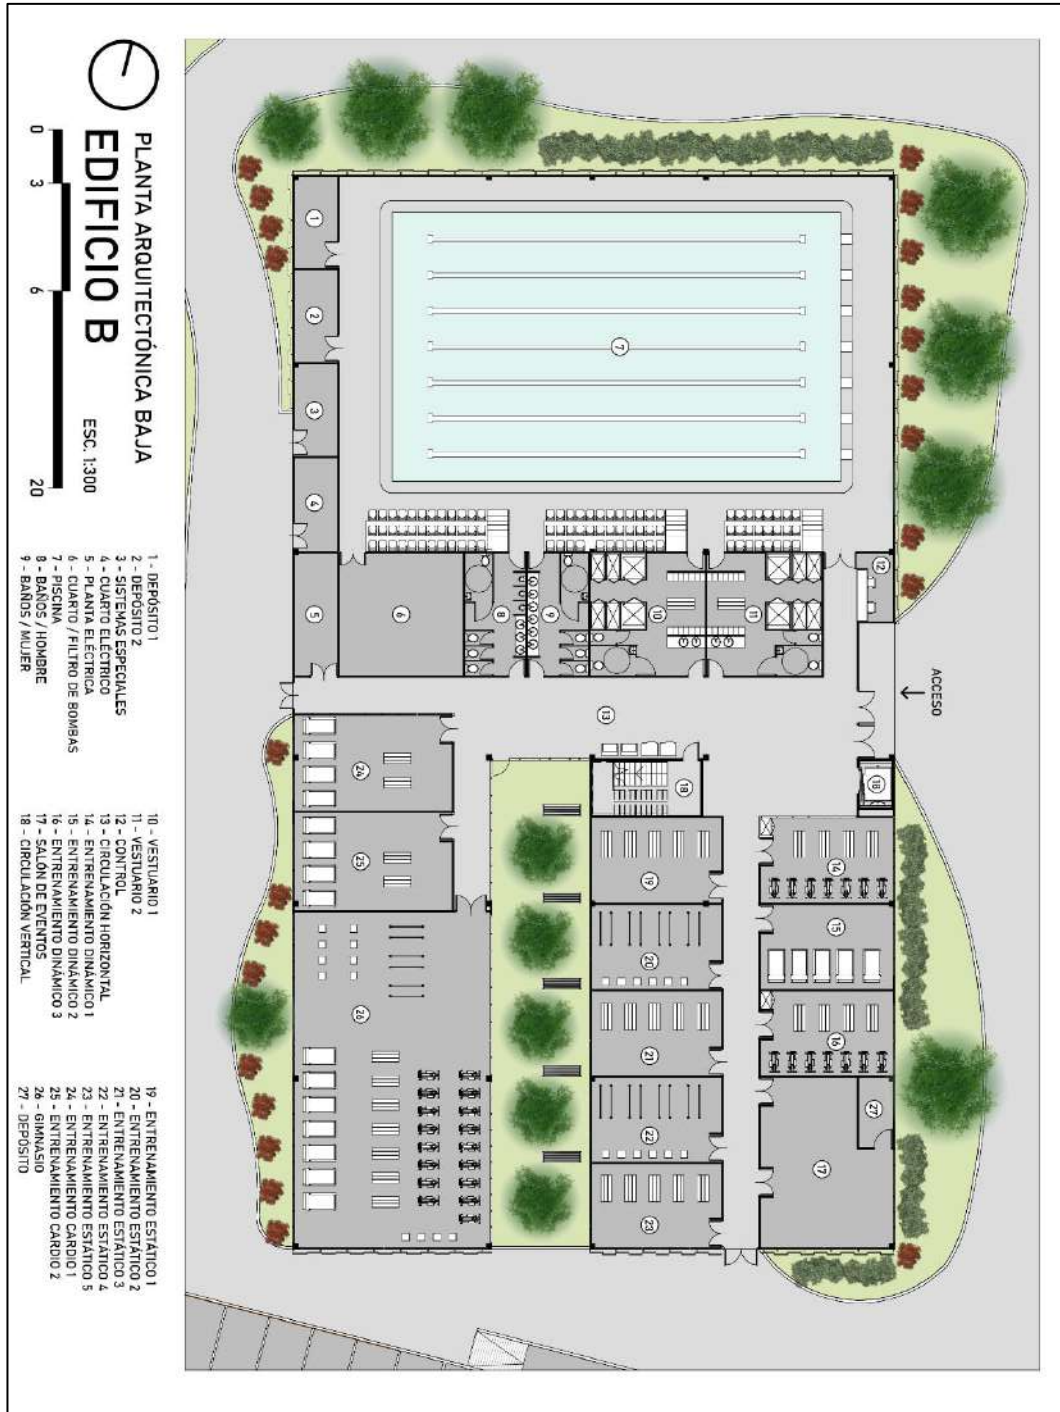 PLANTA ARQUITECTÓNICA BAJA
EDIFICIO B
ESC. 1:300
0 3 6 20
1 - DEPÓSITO 1
2 - DEPÓSITO 2
3 - SISTEMAS ESPECIALES
4 - CUARTO ELÉCTRICO
5 - PLANTA ELÉCTRICA
6 - CUARTO / FILTRO DE BOMBAS
7 - PISCINA
8 - BAÑOS / HOMBRE
9 - BAÑOS / MUJER
10 - VESTUARIO 1
11 - VESTUARIO 2
12 - CONTROL
13 - CIRCULACIÓN HORIZONTAL
14 - ENTRENAMIENTO DINÁMICO 1
15 - ENTRENAMIENTO DINÁMICO 2
16 - ENTRENAMIENTO DINÁMICO 3
17 - SALÓN DE EVENTOS
18 - CIRCULACIÓN VERTICAL
19 - ENTRENAMIENTO ESTÁTICO 1
20 - ENTRENAMIENTO ESTÁTICO 2
21 - ENTRENAMIENTO ESTÁTICO 3
22 - ENTRENAMIENTO ESTÁTICO 4
23 - ENTRENAMIENTO ESTÁTICO 5
24 - ENTRENAMIENTO CARDIO 1
25 - ENTRENAMIENTO CARDIO 2
26 - GIMNASIO
27 - DEPÓSITO
ACCESO
1
2
3
4
5
6
7
8
9
10
11
12
13
18
18
14
15
16
17
27
19
20
21
22
23
24
25
26